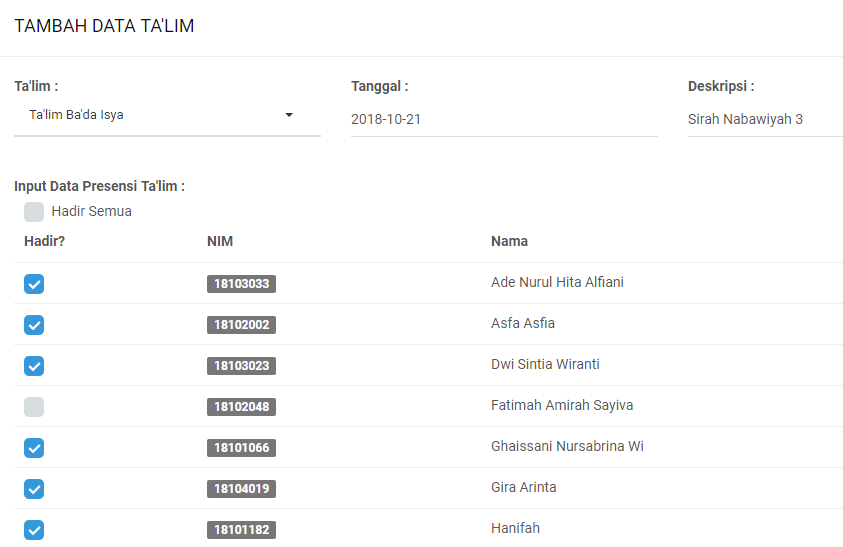 TAMBAH DATA TA'LIM
Ta'lim : Tanggal : Deskripsi :
Ta'lim Ba'da Isya 2018-10-21 Sirah Nabawiyah 3
Input Data Presensi Ta'lim :
Hadir Semua
Hadir? NIM Nama
18103033 Ade Nurul Hita Alfiani
18102002 Asfa Asfia
18103023 Dwi Sintia Wiranti
18102048 Fatimah Amirah Sayiva
18101066 Ghaissani Nursabrina Wi
18104019 Gira Arinta
18101182 Hanifah